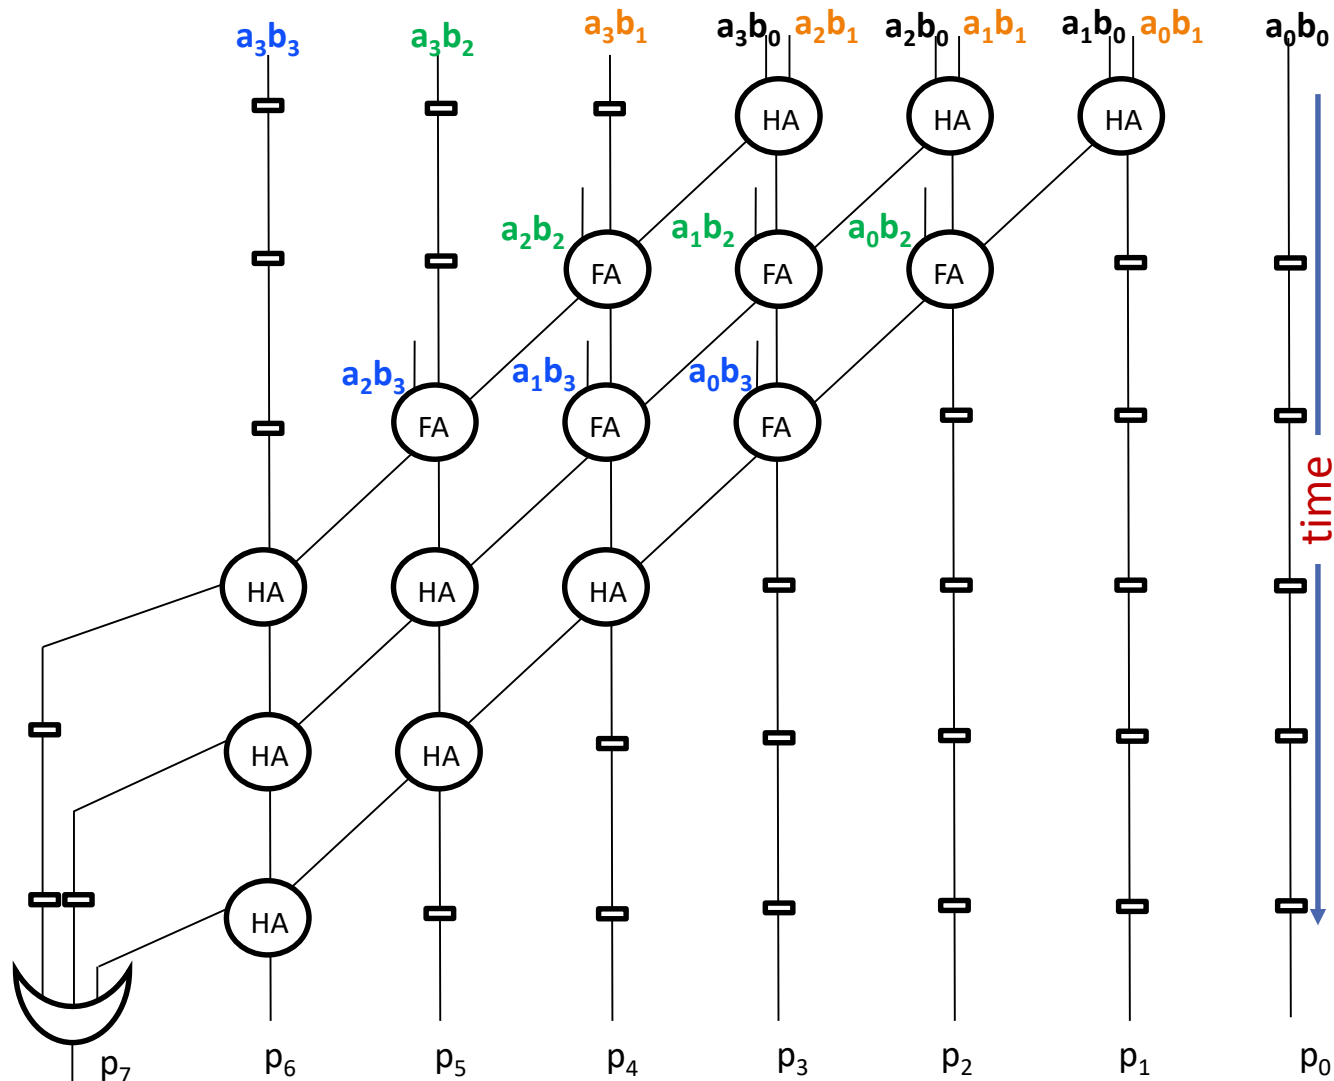 a₃b₃ a₃b₂ a₃b₁ a₃b₀ a₂b₁ a₂b₀ a₁b₁ a₁b₀ a₀b₁ a₀b₀
HA HA HA
a₂b₂ a₁b₂ a₀b₂
FA FA FA
a₂b₃ a₁b₃ a₀b₃
FA FA FA
time
HA HA HA
HA HA
HA
p₇ p₆ p₅ p₄ p₃ p₂ p₁ p₀